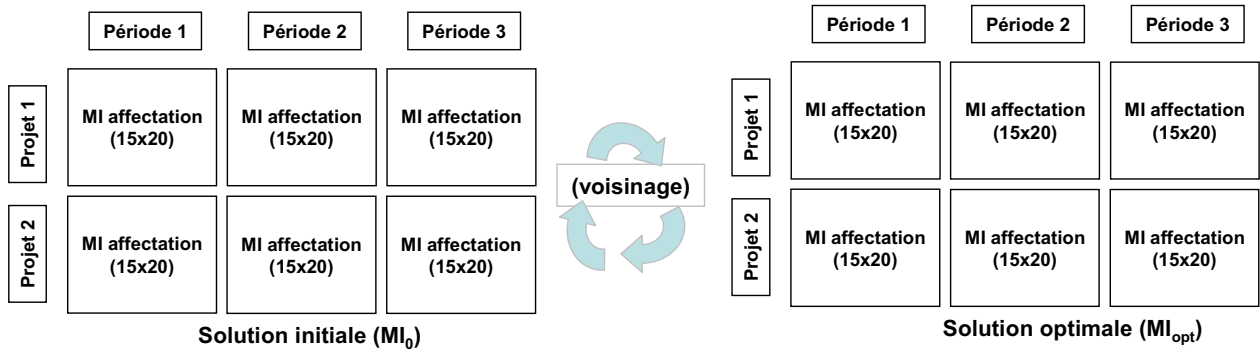 Période 1
Période 2
Période 3
Projet 1
MI affectation
(15x20)
MI affectation
(15x20)
MI affectation
(15x20)
Projet 2
MI affectation
(15x20)
MI affectation
(15x20)
MI affectation
(15x20)
Solution initiale (MI₀)
(voisinage)
Période 1
Période 2
Période 3
Projet 1
MI affectation
(15x20)
MI affectation
(15x20)
MI affectation
(15x20)
Projet 2
MI affectation
(15x20)
MI affectation
(15x20)
MI affectation
(15x20)
Solution optimale (MIopt)